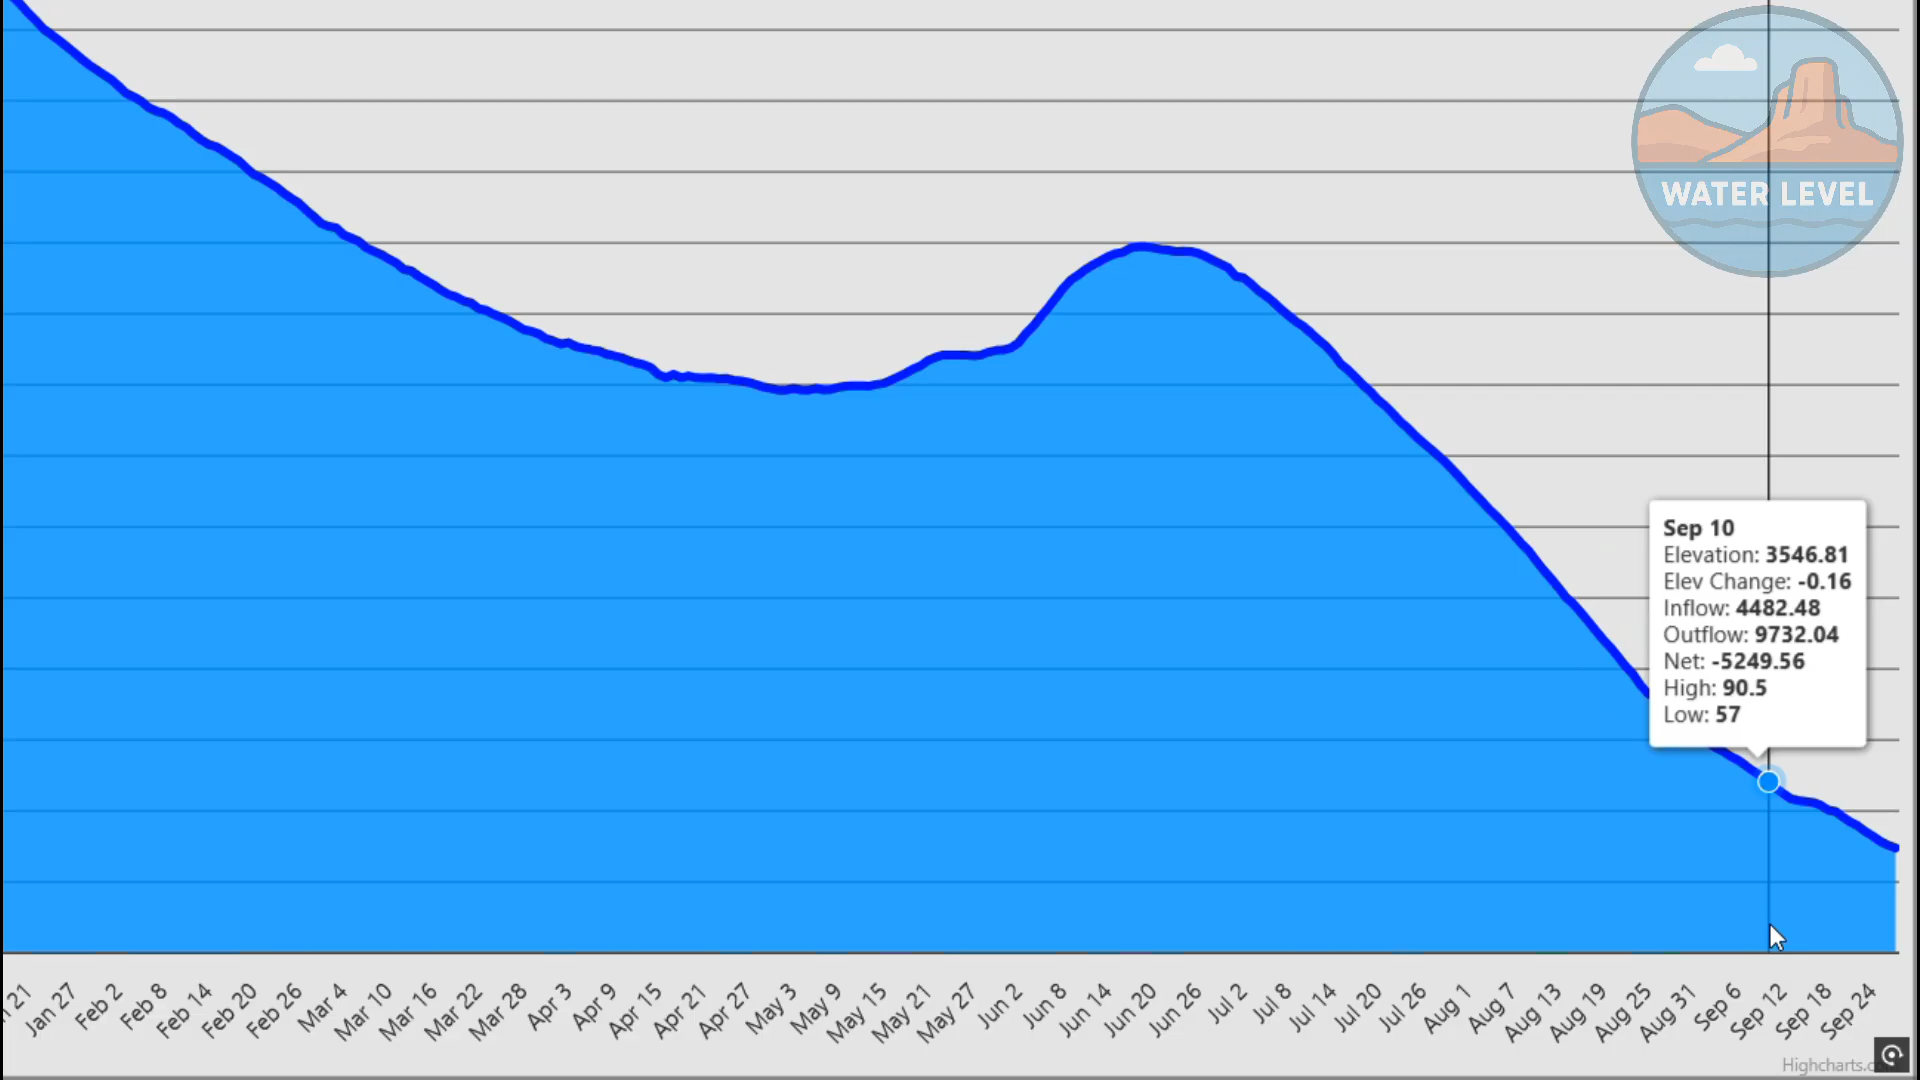 WATER LEVEL
Sep 10
Elevation: 3546.81
Elev Change: -0.16
Inflow: 4482.48
Outflow: 9732.04
Net: -5249.56
High: 90.5
Low: 57
21
Jan 27
Feb 2
Feb 8
Feb 14
Feb 20
Feb 26
Mar 4
Mar 10
Mar 16
Mar 22
Mar 28
Apr 3
Apr 9
Apr 15
Apr 21
Apr 27
May 3
May 9
May 15
May 21
May 27
Jun 2
Jun 8
Jun 14
Jun 20
Jun 26
Jul 2
Jul 8
Jul 14
Jul 20
Jul 26
Aug 1
Aug 7
Aug 13
Aug 19
Aug 25
Aug 31
Sep 6
Sep 12
Sep 18
Sep 24
Highcharts.c